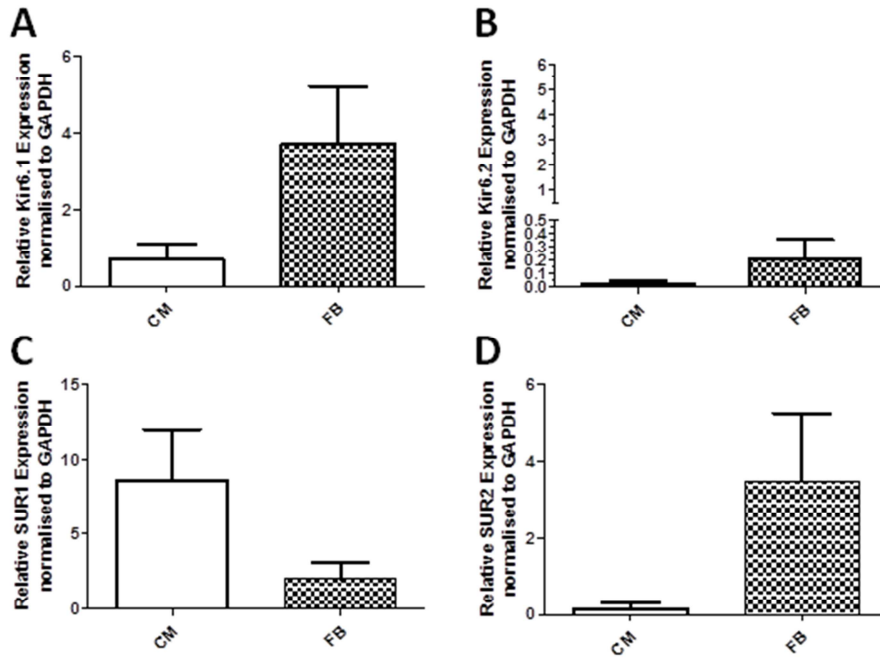 A
Relative Kir6.1 Expression
normalised to GAPDH
6
4
2
0
CM
FB
B
Relative Kir6.2 Expression
normalised to GAPDH
6
5
4
3
2
1
0.5
0.4
0.3
0.2
0.1
0.0
CM
FB
C
Relative SUR1 Expression
normalised to GAPDH
15
10
5
0
CM
FB
D
Relative SUR2 Expression
normalised to GAPDH
6
4
2
0
CM
FB